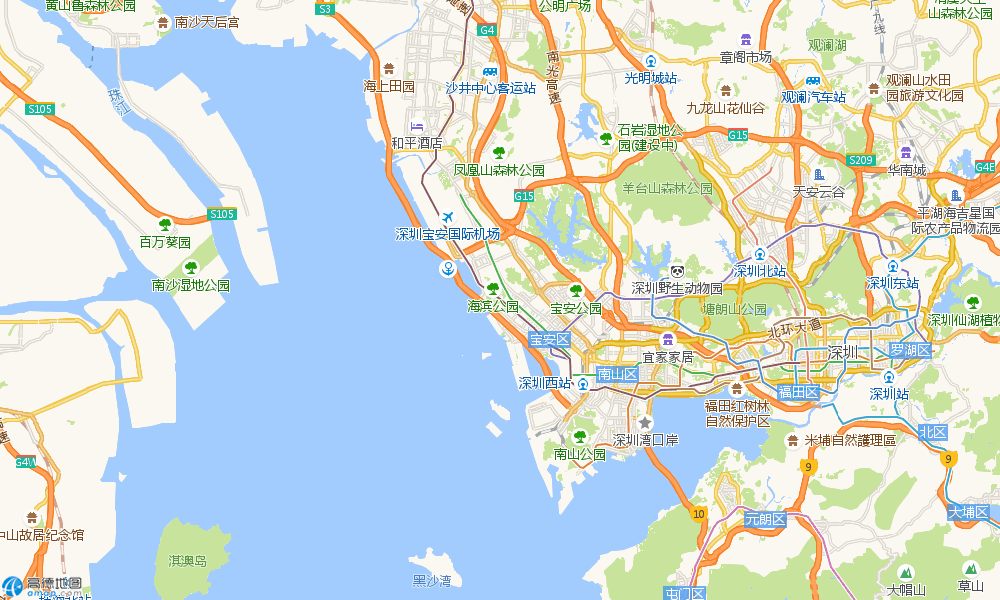 黄山鲁森林公园
南沙天后宫
S3
G4
公明广场
广九线
山森林公园
观澜湖
章阁市场
光明城站
南光高速
沙井中心客运站
海上田园
S105
珠江
和平酒店
九龙山花仙谷
观澜汽车站
观澜山水田
园旅游文化园
石岩湿地公
园(建设中)
G15
S209
华南城
G4E
凤凰山森林公园
羊台山森林公园
天安云谷
G15
S105
平湖海吉星国
际农产品物流园
百万葵园
深圳宝安国际机场
深圳北站
深圳东站
南沙湿地公园
深圳野生动物园
海滨公园
宝安公园
塘朗山公园
深圳仙湖植物
北环大道
宝安区
宜家家居
深圳
罗湖区
深圳西站
南山区
福田区
深圳站
福田红树林
自然保护区
深圳湾口岸
米埔自然護理區
北区
南山公园
9
9
G4W
10
元朗区
大埔区
中山故居纪念馆
淇澳岛
黑沙湾
屯门区
大帽山
草山
高德地图
amap.com